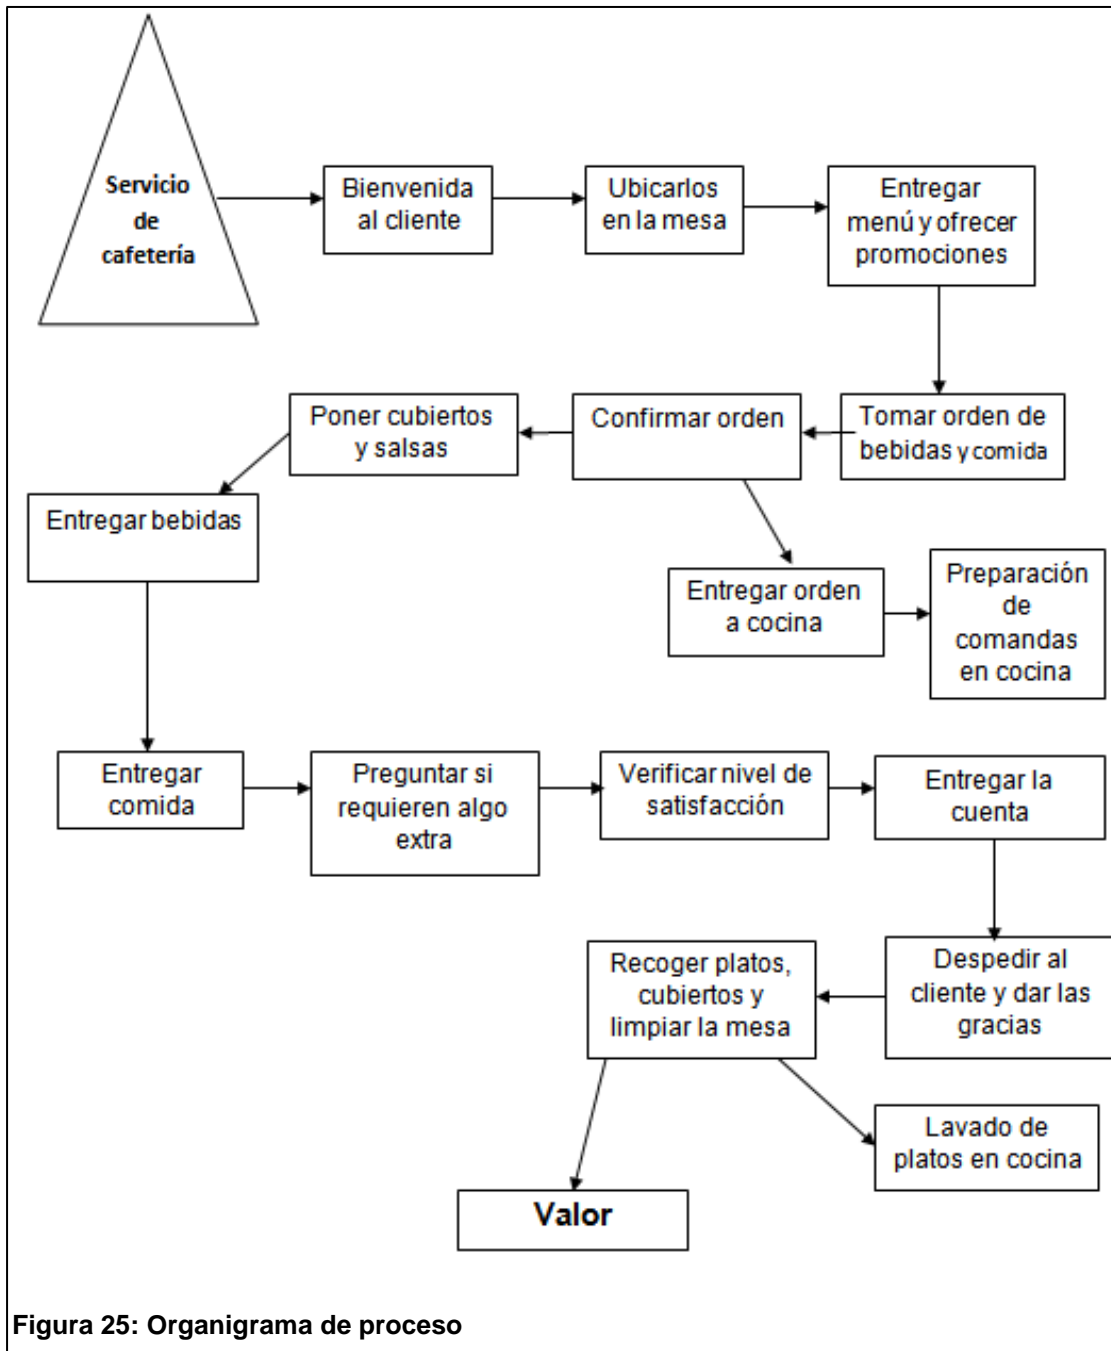 Servicio
de
cafetería
Bienvenida
al cliente
Ubicarlos
en la mesa
Entregar
menú y ofrecer
promociones
Poner cubiertos
y salsas
Confirmar orden
Tomar orden de
bebidas y comida
Entregar bebidas
Entregar orden
a cocina
Preparación
de
comandas
en cocina
Entregar
comida
Preguntar si
requieren algo
extra
Verificar nivel de
satisfacción
Entregar la
cuenta
Recoger platos,
cubiertos y
limpiar la mesa
Despedir al
cliente y dar las
gracias
Lavado de
platos en cocina
Valor
Figura 25: Organigrama de proceso